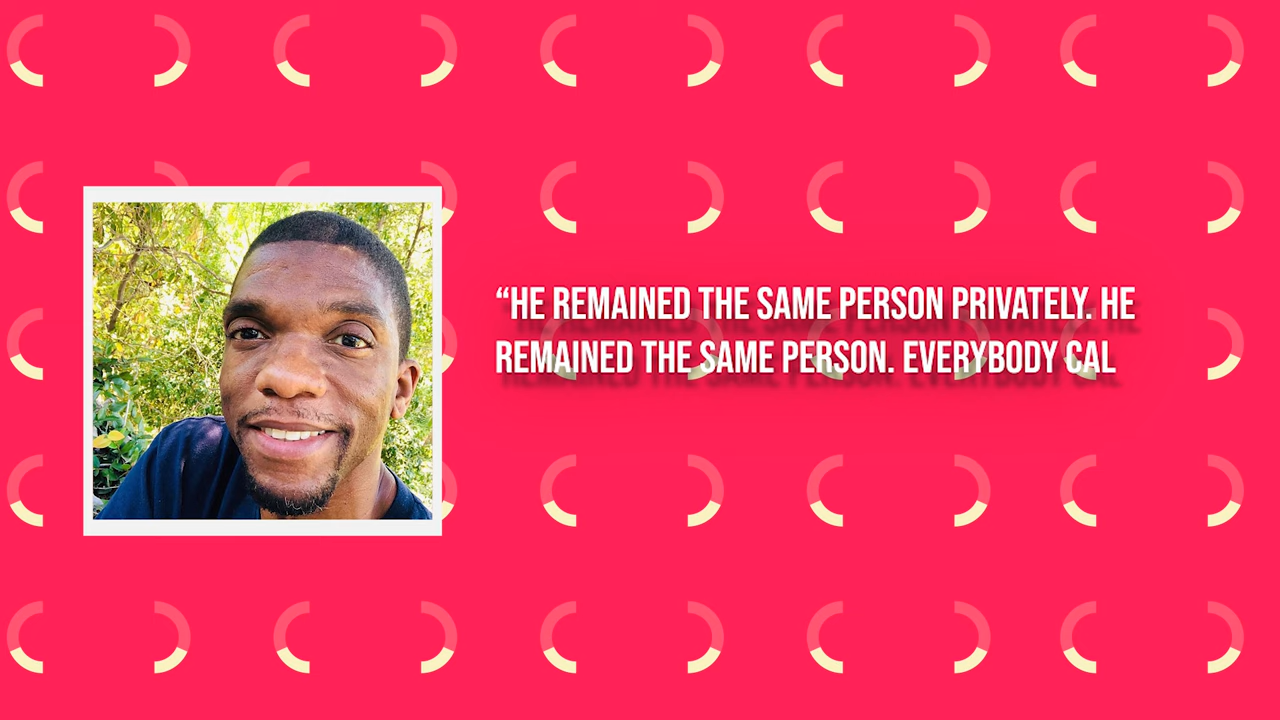 “HE REMAINED THE SAME PERSON PRIVATELY. HE
REMAINED THE SAME PERSON. EVERYBODY CAL